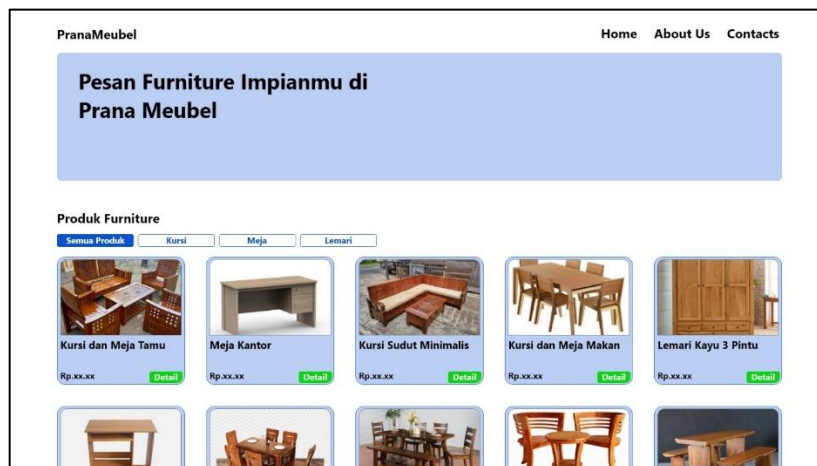 PranaMeubel
Home About Us Contacts
Pesan Furniture Impianmu di
Prana Meubel
Produk Furniture
Semua Produk Kursi Meja Lemari
Kursi dan Meja Tamu
Rp.xx.xx Detail
Meja Kantor
Rp.xx.xx Detail
Kursi Sudut Minimalis
Rp.xx.xx Detail
Kursi dan Meja Makan
Rp.xx.xx Detail
Lemari Kayu 3 Pintu
Rp.xx.xx Detail